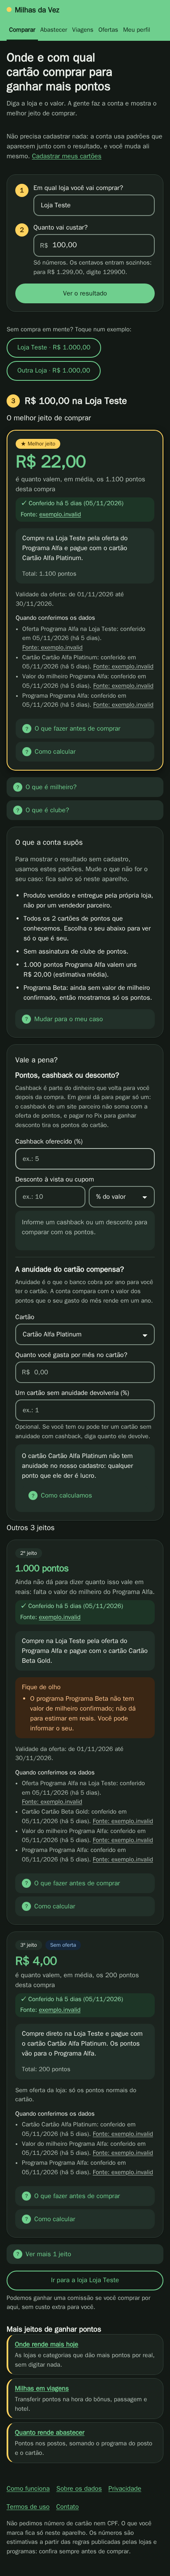 Milhas da Vez
Comparar Abastecer Viagens Ofertas Meu perfil
Onde e com qual
cartão comprar para
ganhar mais pontos
Diga a loja e o valor. A gente faz a conta e mostra o
melhor jeito de comprar.
Não precisa cadastrar nada: a conta usa padrões que
aparecem junto com o resultado, e você muda ali
mesmo. Cadastrar meus cartões
1 Em qual loja você vai comprar?
Loja Teste
2 Quanto vai custar?
R$ 100,00
Só números. Os centavos entram sozinhos:
para R$ 1.299,00, digite 129900.
Ver o resultado
Sem compra em mente? Toque num exemplo:
Loja Teste · R$ 1.000,00
Outra Loja · R$ 1.000,00
3 R$ 100,00 na Loja Teste
O melhor jeito de comprar
★ Melhor jeito
R$ 22,00
é quanto valem, em média, os 1.100 pontos
desta compra
✓ Conferido há 5 dias (05/11/2026)
Fonte: exemplo.invalid
Compre na Loja Teste pela oferta do
Programa Alfa e pague com o cartão
Cartão Alfa Platinum.
Total: 1.100 pontos
Validade da oferta: de 01/11/2026 até
30/11/2026.
Quando conferimos os dados
• Oferta Programa Alfa na Loja Teste: conferido
em 05/11/2026 (há 5 dias).
Fonte: exemplo.invalid
• Cartão Cartão Alfa Platinum: conferido em
05/11/2026 (há 5 dias). Fonte: exemplo.invalid
• Valor do milheiro Programa Alfa: conferido em
05/11/2026 (há 5 dias). Fonte: exemplo.invalid
• Programa Programa Alfa: conferido em
05/11/2026 (há 5 dias). Fonte: exemplo.invalid
? O que fazer antes de comprar
? Como calcular
? O que é milheiro?
? O que é clube?
O que a conta supôs
Para mostrar o resultado sem cadastro,
usamos estes padrões. Mude o que não for o
seu caso: fica salvo só neste aparelho.
• Produto vendido e entregue pela própria loja,
não por um vendedor parceiro.
• Todos os 2 cartões de pontos que
conhecemos. Escolha o seu abaixo para ver
só o que é seu.
• Sem assinatura de clube de pontos.
• 1.000 pontos Programa Alfa valem uns
R$ 20,00 (estimativa média).
• Programa Beta: ainda sem valor de milheiro
confirmado, então mostramos só os pontos.
? Mudar para o meu caso
Vale a pena?
Pontos, cashback ou desconto?
Cashback é parte do dinheiro que volta para você
depois da compra. Em geral dá para pegar só um:
o cashback de um site parceiro não soma com a
oferta de pontos. E pagar no Pix para ganhar
desconto tira os pontos do cartão.
Cashback oferecido (%)
ex.: 5
Desconto à vista ou cupom
ex.: 10 % do valor
Informe um cashback ou um desconto para
comparar com os pontos.
A anuidade do cartão compensa?
Anuidade é o que o banco cobra por ano para você
ter o cartão. A conta compara com o valor dos
pontos que o seu gasto do mês rende em um ano.
Cartão
Cartão Alfa Platinum
Quanto você gasta por mês no cartão?
R$ 0,00
Um cartão sem anuidade devolveria (%)
ex.: 1
Opcional. Se você tem ou pode ter um cartão sem
anuidade com cashback, diga quanto ele devolve.
O cartão Cartão Alfa Platinum não tem
anuidade no nosso cadastro: qualquer
ponto que ele der é lucro.
? Como calculamos
Outros 3 jeitos
2º jeito
1.000 pontos
Ainda não dá para dizer quanto isso vale em
reais: falta o valor do milheiro do Programa Alfa.
✓ Conferido há 5 dias (05/11/2026)
Fonte: exemplo.invalid
Compre na Loja Teste pela oferta do
Programa Alfa e pague com o cartão Cartão
Beta Gold.
Fique de olho
• O programa Programa Beta não tem
valor de milheiro confirmado; não dá
para estimar em reais. Você pode
informar o seu.
Validade da oferta: de 01/11/2026 até
30/11/2026.
Quando conferimos os dados
• Oferta Programa Alfa na Loja Teste: conferido
em 05/11/2026 (há 5 dias).
Fonte: exemplo.invalid
• Cartão Cartão Beta Gold: conferido em
05/11/2026 (há 5 dias). Fonte: exemplo.invalid
• Valor do milheiro Programa Alfa: conferido em
05/11/2026 (há 5 dias). Fonte: exemplo.invalid
• Programa Programa Alfa: conferido em
05/11/2026 (há 5 dias). Fonte: exemplo.invalid
? O que fazer antes de comprar
? Como calcular
3º jeito Sem oferta
R$ 4,00
é quanto valem, em média, os 200 pontos
desta compra
✓ Conferido há 5 dias (05/11/2026)
Fonte: exemplo.invalid
Compre direto na Loja Teste e pague com
o cartão Cartão Alfa Platinum. Os pontos
vão para o Programa Alfa.
Total: 200 pontos
Sem oferta da loja: só os pontos normais do
cartão.
Quando conferimos os dados
• Cartão Cartão Alfa Platinum: conferido em
05/11/2026 (há 5 dias). Fonte: exemplo.invalid
• Valor do milheiro Programa Alfa: conferido em
05/11/2026 (há 5 dias). Fonte: exemplo.invalid
• Programa Programa Alfa: conferido em
05/11/2026 (há 5 dias). Fonte: exemplo.invalid
? O que fazer antes de comprar
? Como calcular
? Ver mais 1 jeito
Ir para a loja Loja Teste
Podemos ganhar uma comissão se você comprar por
aqui, sem custo extra para você.
Mais jeitos de ganhar pontos
Onde rende mais hoje
As lojas e categorias que dão mais pontos por real,
sem digitar nada.
Milhas em viagens
Transferir pontos na hora do bônus, passagem e
hotel.
Quanto rende abastecer
Pontos nos postos, somando o programa do posto
e o cartão.
Como funciona Sobre os dados Privacidade
Termos de uso Contato
Não pedimos número de cartão nem CPF. O que você
marca fica só neste aparelho. Os números são
estimativas a partir das regras publicadas pelas lojas e
programas: confira sempre antes de comprar.